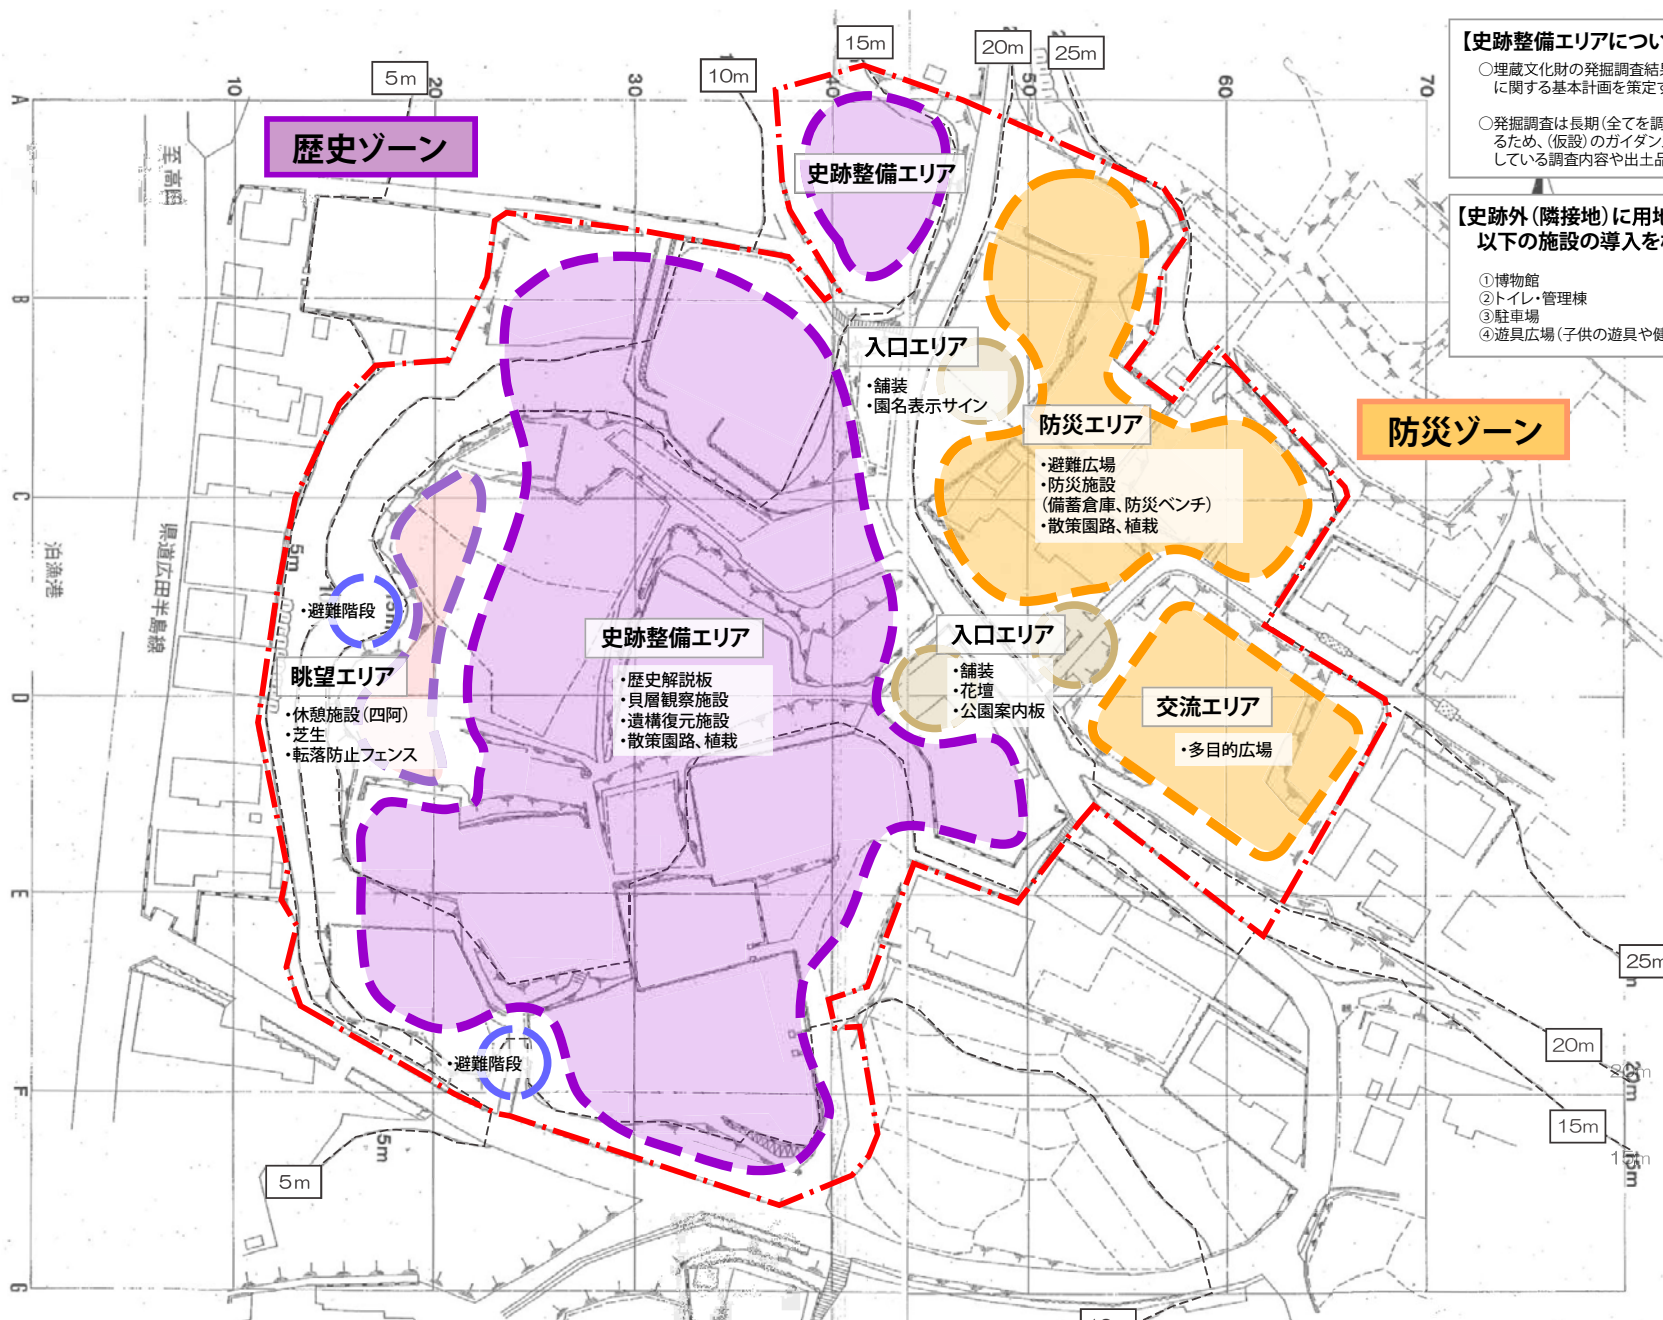 15m
20m
25m
5m
10m
10
20
30
40
50
60
70
A
B
C
D
E
F
G
歴史ゾーン
至高田
史跡整備エリア
【史跡整備エリアについ
○埋蔵文化財の発掘調査結果
に関する基本計画を策定す
○発掘調査は長期(全てを調
るため、(仮設)のガイダン
している調査内容や出土品
【史跡外(隣接地)に用地
以下の施設の導入を
①博物館
②トイレ・管理棟
③駐車場
④遊具広場(子供の遊具や健
入口エリア
・舗装
・園名表示サイン
防災エリア
・避難広場
・防災施設
(備蓄倉庫、防災ベンチ)
・散策園路、植栽
防災ゾーン
泊漁港
県道広田半島線
5m
・避難階段
眺望エリア
・休憩施設(四阿)
・芝生
・転落防止フェンス
史跡整備エリア
・歴史解説板
・貝層観察施設
・遺構復元施設
・散策園路、植栽
入口エリア
・舗装
・花壇
・公園案内板
交流エリア
・多目的広場
25m
20m
20m
15m
15m
・避難階段
5m
5m